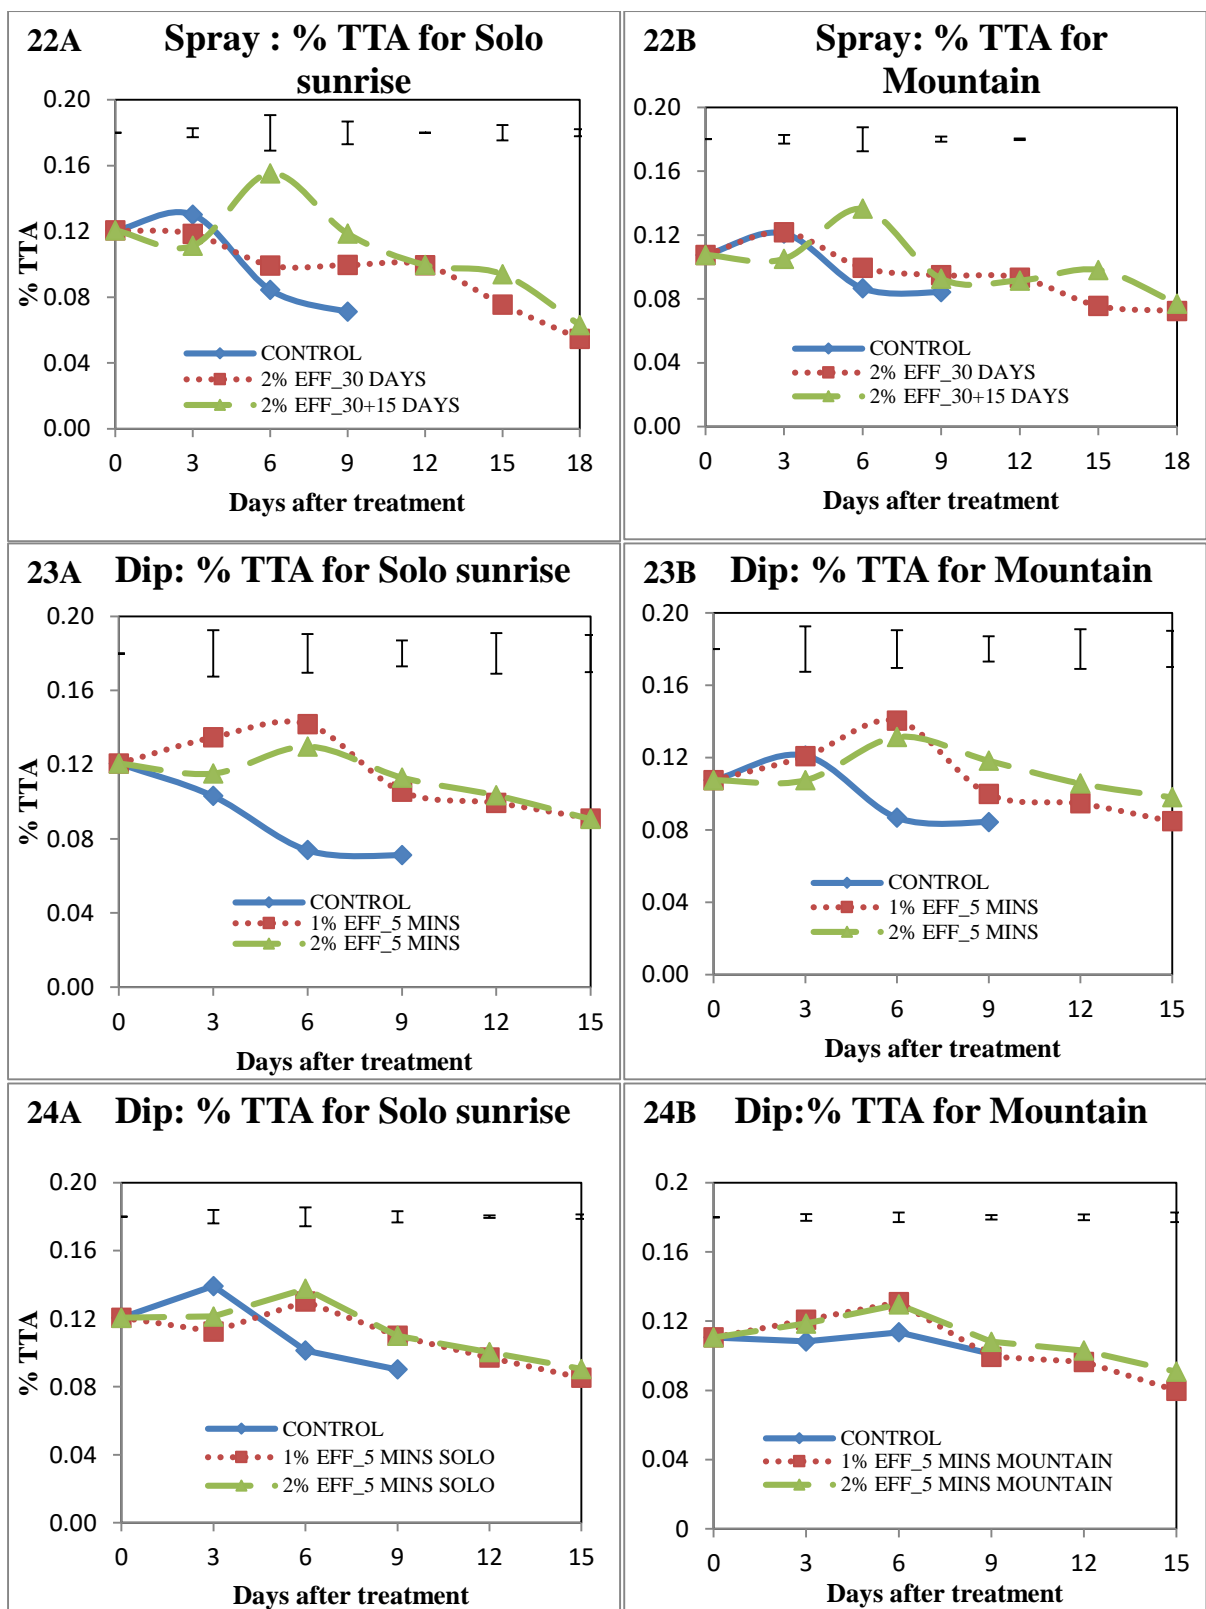 22A Spray : % TTA for Solo
sunrise
0.20
0.16
0.12
0.08
0.04
0.00
% TTA
CONTROL
2% EFF_30 DAYS
2% EFF_30+15 DAYS
0 3 6 9 12 15 18
Days after treatment
22B Spray: % TTA for
Mountain
0.20
0.16
0.12
0.08
0.04
0.00
CONTROL
2% EFF_30 DAYS
2% EFF_30+15 DAYS
0 3 6 9 12 15 18
Days after treatment
23A Dip: % TTA for Solo sunrise
0.20
0.16
0.12
0.08
0.04
0.00
% TTA
CONTROL
1% EFF_5 MINS
2% EFF_5 MINS
0 3 6 9 12 15
Days after treatment
23B Dip: % TTA for Mountain
0.20
0.16
0.12
0.08
0.04
0.00
CONTROL
1% EFF_5 MINS
2% EFF_5 MINS
0 3 6 9 12 15
Days after treatment
24A Dip: % TTA for Solo sunrise
0.20
0.16
0.12
0.08
0.04
0.00
% TTA
CONTROL
1% EFF_5 MINS SOLO
2% EFF_5 MINS SOLO
0 3 6 9 12 15
Days after treatment
24B Dip:% TTA for Mountain
0.2
0.16
0.12
0.08
0.04
0
CONTROL
1% EFF_5 MINS MOUNTAIN
2% EFF_5 MINS MOUNTAIN
0 3 6 9 12 15
Days after treatment